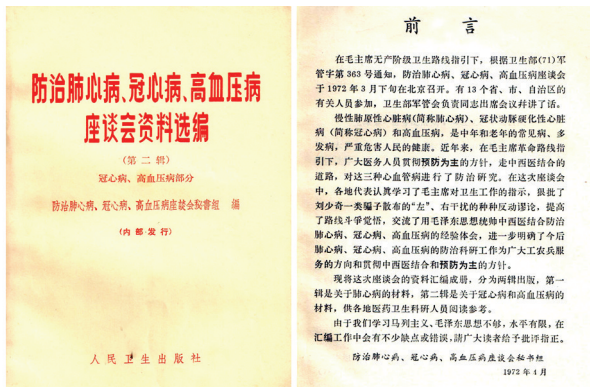 防治肺心病、冠心病、高血压病
座谈会资料选编
(第二辑)
冠心病、高血压病部分
防治肺心病、冠心病、高血压病座谈会秘书组 编
(内部·发行)
人民卫生出版社
前言
在毛主席无产阶级卫生路线指引下，根据卫生部(71)军
管字第363号通知，防治肺心病、冠心病、高血压病座谈会
于1972年3月下旬在北京召开。有13个省、市、自治区的
有关人员参加，卫生部军管会负责同志出席会议并讲了话。
慢性肺原性心脏病(简称肺心病)、冠状动脉硬化性心脏
病(简称冠心病)和高血压病，是中年和老年的常见病、多
发病，严重危害人民的健康。近年来，在毛主席革命路线指
引下，广大医务人员贯彻预防为主的方针，走中西医结合的
道路，对这三种心血管病进行了防治研究。在这次座谈会
中，各地代表认真学习了毛主席对卫生工作的指示，狠批了
刘少奇一类骗子散布的“左”、右干扰的种种反动谬论，提高
了路线斗争觉悟，交流了用毛泽东思想统帅中西医结合防治
肺心病、冠心病、高血压病的经验体会，进一步明确了今后
肺心病、冠心病、高血压病的防治科研工作为广大工农兵服
务的方向和贯彻中西医结合和预防为主的方针。
现将这次座谈会的资料汇编成册，分为两辑出版，第一
辑是关于肺心病的材料，第二辑是关于冠心病和高血压病的
材料，供各地医药卫生科研人员阅读参考。
由于我们学习马列主义、毛泽东思想不够，水平有限，在
汇编工作中会有不少缺点或错误，请广大读者给予批评指正。
防治肺心病、冠心病、高血压病座谈会秘书组
1972年4月